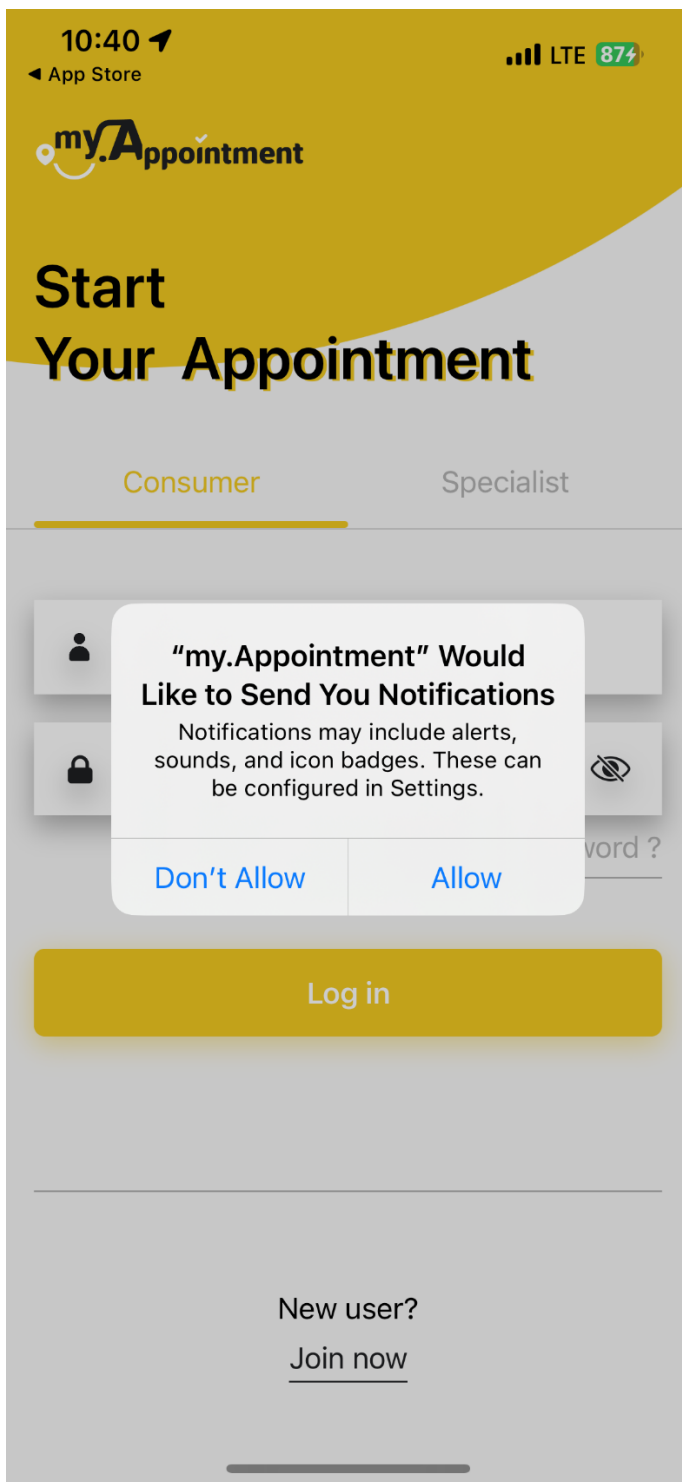 10:40
LTE 87
◀ App Store
my.Appointment
Start
Your Appointment
Consumer Specialist
“my.Appointment” Would
Like to Send You Notifications
Notifications may include alerts,
sounds, and icon badges. These can
be configured in Settings.
word ?
Don’t Allow Allow
Log in
New user?
Join now